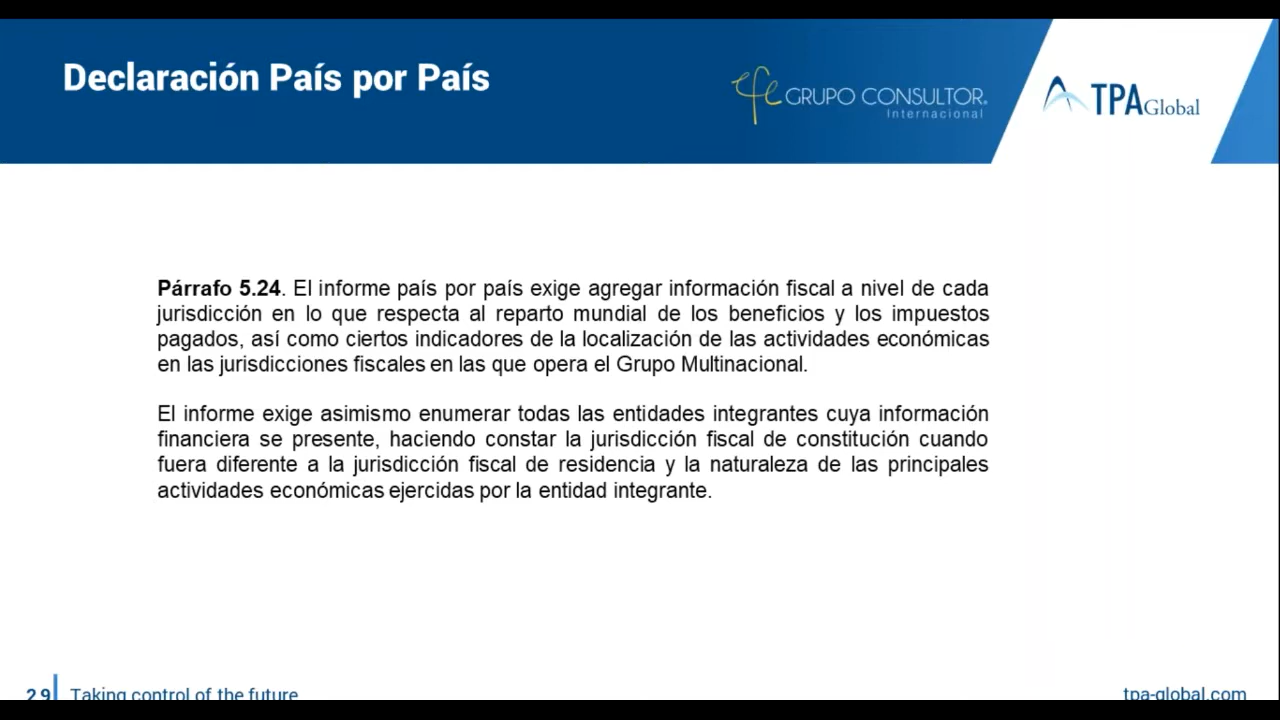 Declaración País por País
efe GRUPO CONSULTOR®
Internacional
TPA Global
Párrafo 5.24. El informe país por país exige agregar información fiscal a nivel de cada
jurisdicción en lo que respecta al reparto mundial de los beneficios y los impuestos
pagados, así como ciertos indicadores de la localización de las actividades económicas
en las jurisdicciones fiscales en las que opera el Grupo Multinacional.
El informe exige asimismo enumerar todas las entidades integrantes cuya información
financiera se presente, haciendo constar la jurisdicción fiscal de constitución cuando
fuera diferente a la jurisdicción fiscal de residencia y la naturaleza de las principales
actividades económicas ejercidas por la entidad integrante.
29 Taking control of the future
tpa-global.com